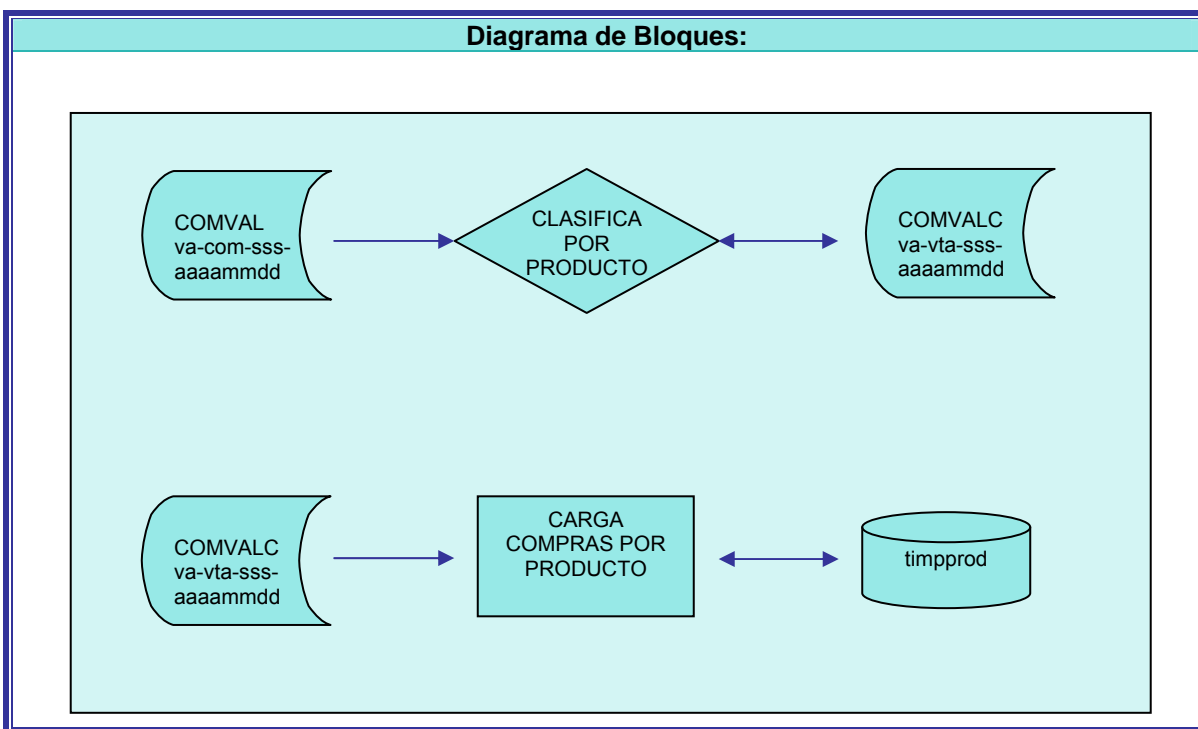 Diagrama de Bloques:
COMVAL
va-com-sss-
aaaammdd
CLASIFICA
POR
PRODUCTO
COMVALC
va-vta-sss-
aaaammdd
COMVALC
va-vta-sss-
aaaammdd
CARGA
COMPRAS POR
PRODUCTO
timpprod